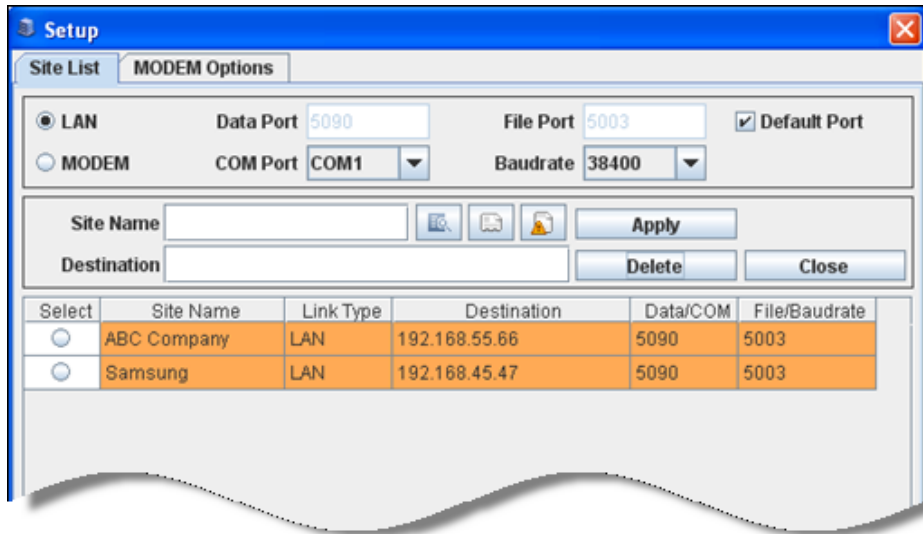 Setup
Site List MODEM Options
LAN Data Port 5090 File Port 5003 Default Port
MODEM COM Port COM1 Baudrate 38400
Site Name Apply
Destination Delete Close
Select Site Name Link Type Destination Data/COM File/Baudrate
ABC Company LAN 192.168.55.66 5090 5003
Samsung LAN 192.168.45.47 5090 5003